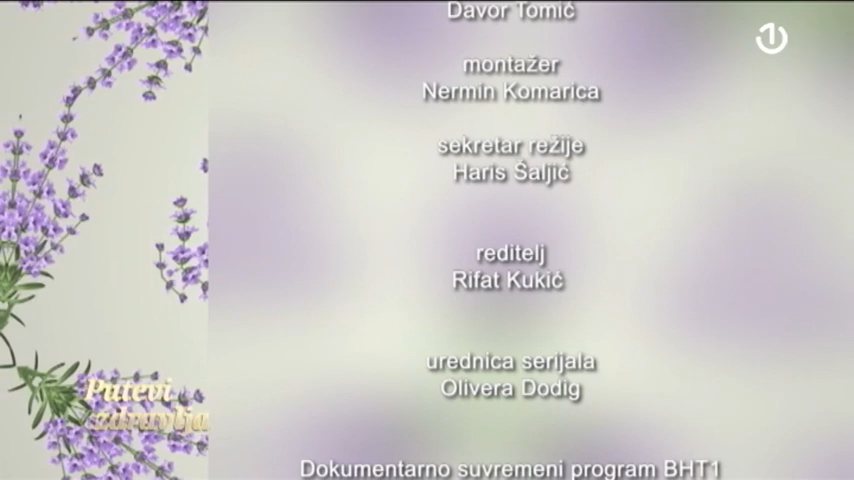 Davor Tomić
montažer
Nermin Komarica
sekretar režije
Haris Šaljić
reditelj
Rifat Kukić
urednica serijala
Olivera Dodig
Putevi
zdravlja
Dokumentarno suvremeni program BHT1
1